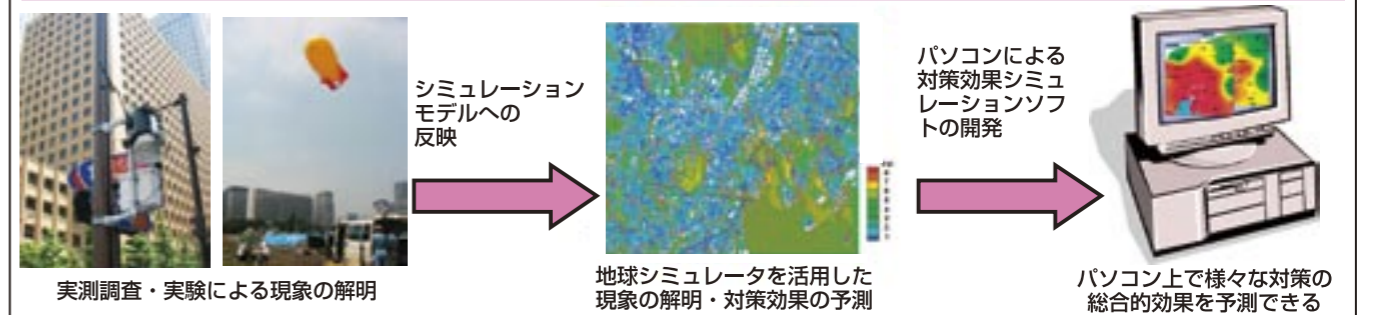 実測調査・実験による現象の解明
シミュレーション
モデルへの
反映
地球シミュレータを活用した
現象の解明・対策効果の予測
パソコンによる
対策効果シミュ
レーションソフ
トの開発
パソコン上で様々な対策の
総合的効果を予測できる